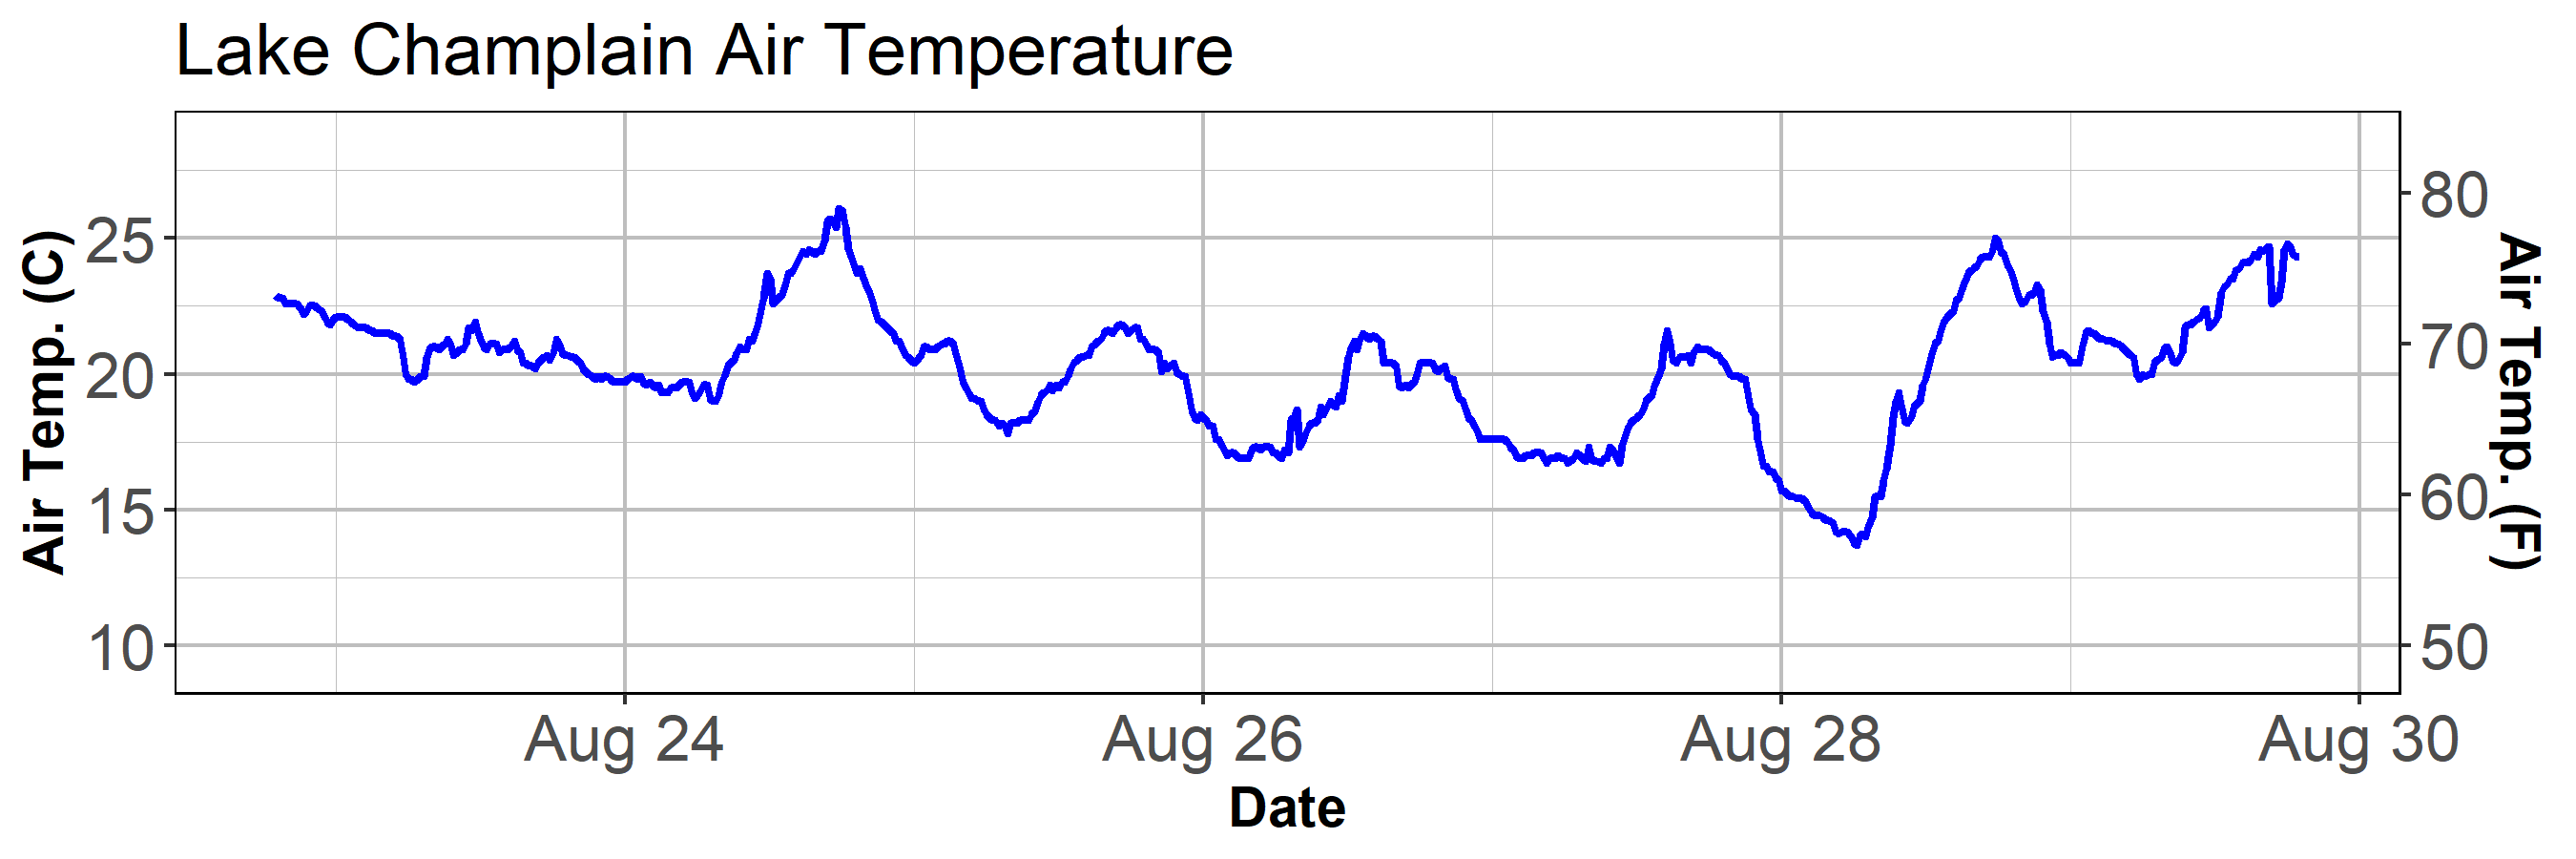 Lake Champlain Air Temperature
Air Temp. (C)
25
20
15
10
80
70
60
50
Air Temp. (F)
Aug 24
Aug 26
Aug 28
Aug 30
Date